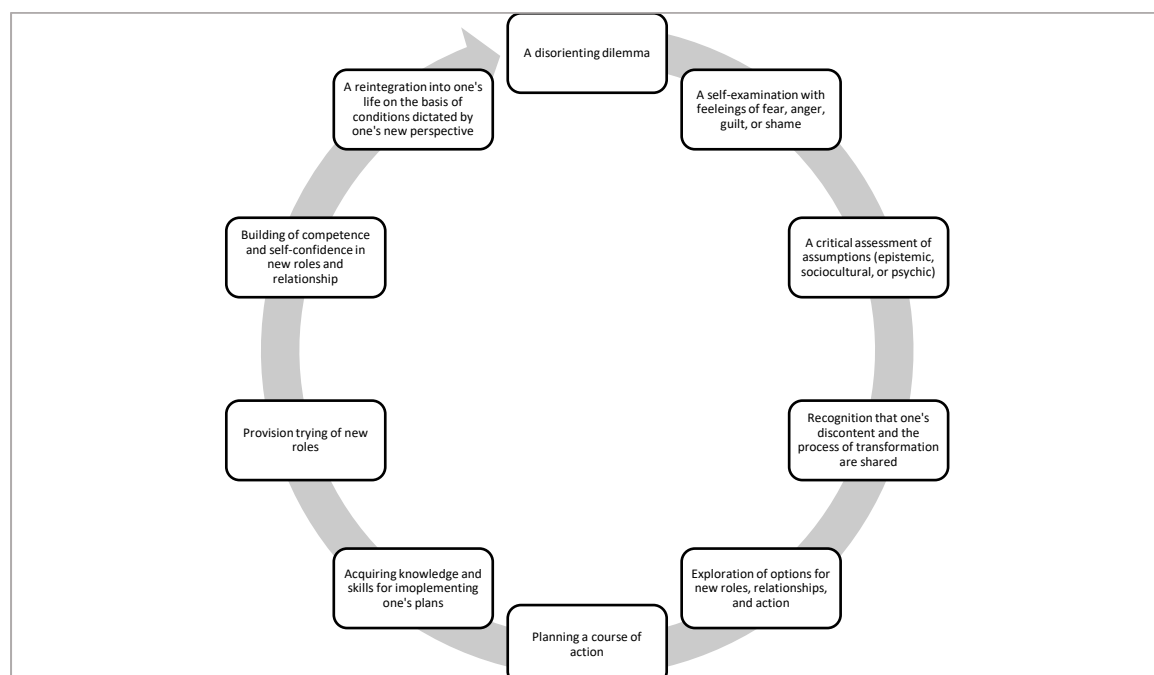 A disorienting dilemma
A self-examination with
feeleings of fear, anger,
guilt, or shame
A critical assessment of
assumptions (epistemic,
sociocultural, or psychic)
Recognition that one's
discontent and the
process of transformation
are shared
Exploration of options for
new roles, relationships,
and action
Planning a course of
action
Acquiring knowledge and
skills for imoplementing
one's plans
Provision trying of new
roles
Building of competence
and self-confidence in
new roles and
relationship
A reintegration into one's
life on the basis of
conditions dictated by
one's new perspective